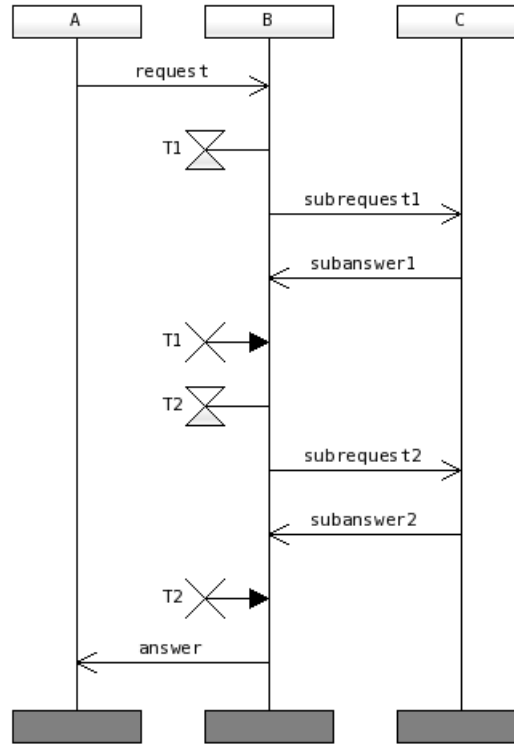 A B C
request
T1
subrequest1
subanswer1
T1
T2
subrequest2
subanswer2
T2
answer